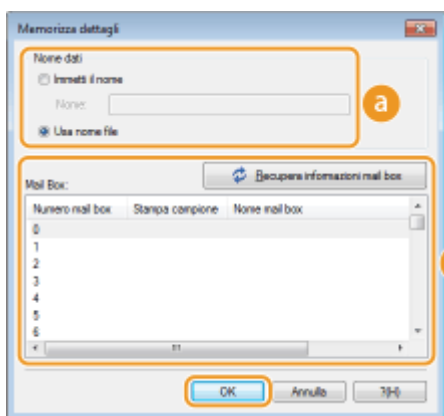 Memorizza dettagli
Nome dati
Immetti il nome
Nome:
a
Usa nome file
Mail Box:
Recupera informazioni mail box
Numero mail box Stampa campione Nome mail box
0
1
2
3
4
5
6
OK Annulla ?(H)